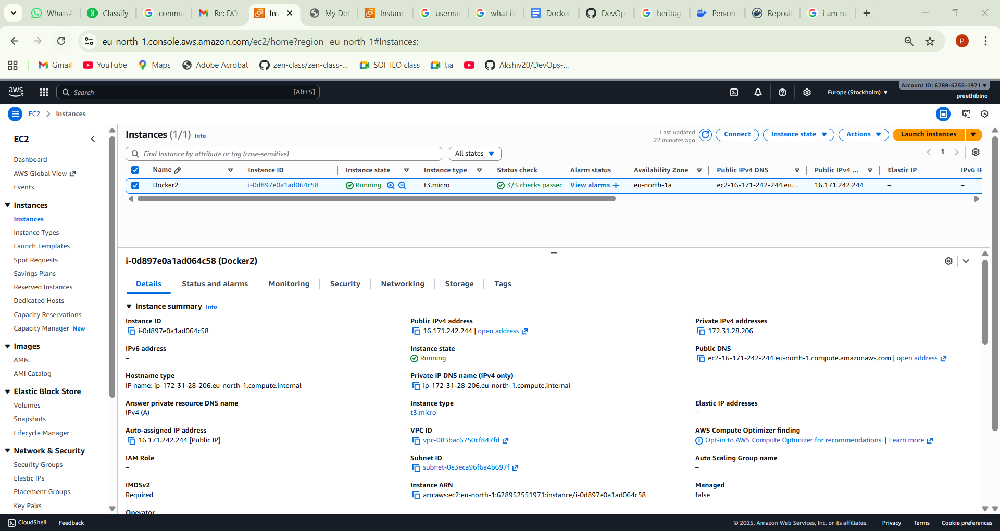 WhatsA
Classify
comma
Re: DO
Ins
My Det
Instanc
userna
what is
Docker
DevOp
heritag
Person
Reposit
i am ru
eu-north-1.console.aws.amazon.com/ec2/home?region=eu-north-1#Instances:
P
Gmail
YouTube
Maps
Adobe Acrobat
zen-class/zen-class-...
SOF IEO class
tia
Akshiv20/DevOps-...
aws
Search
[Alt+S]
Europe (Stockholm)
Account ID: 6289-5255-1971
preethibino
EC2
Instances
EC2
Dashboard
AWS Global View
Events
Instances
Instances
Instance Types
Launch Templates
Spot Requests
Savings Plans
Reserved Instances
Dedicated Hosts
Capacity Reservations
Capacity Manager New
Images
AMIs
AMI Catalog
Elastic Block Store
Volumes
Snapshots
Lifecycle Manager
Network & Security
Security Groups
Elastic IPs
Placement Groups
Key Pairs
Instances (1/1) Info
Last updated
22 minutes ago
Connect
Instance state
Actions
Launch instances
Find Instance by attribute or tag (case-sensitive)
All states
1
Name Instance ID Instance state Instance type Status check Alarm status Availability Zone Public IPv4 DNS Public IPv4 ... Elastic IP IPv6 IP
Docker2 i-0d897e0a1ad064c58 Running t3.micro 3/3 checks passec View alarms + eu-north-1a ec2-16-171-242-244.eu... 16.171.242.244 – –
i-0d897e0a1ad064c58 (Docker2)
Details
Status and alarms
Monitoring
Security
Networking
Storage
Tags
Instance summary Info
Instance ID
i-0d897e0a1ad064c58
Public IPv4 address
16.171.242.244 | open address
Private IPv4 addresses
172.31.28.206
IPv6 address
–
Instance state
Running
Public DNS
ec2-16-171-242-244.eu-north-1.compute.amazonaws.com | open address
Hostname type
IP name: ip-172-31-28-206.eu-north-1.compute.internal
Private IP DNS name (IPv4 only)
ip-172-31-28-206.eu-north-1.compute.internal
Answer private resource DNS name
IPv4 (A)
Instance type
t3.micro
Elastic IP addresses
–
Auto-assigned IP address
16.171.242.244 [Public IP]
VPC ID
vpc-083bac6750cf847fd
AWS Compute Optimizer finding
Opt-in to AWS Compute Optimizer for recommendations. | Learn more
IAM Role
–
Subnet ID
subnet-0e3eca96f6a4b697f
Auto Scaling Group name
–
IMDSv2
Required
Instance ARN
arn:aws:ec2:eu-north-1:628952551971:instance/i-0d897e0a1ad064c58
Managed
false
Operator
CloudShell
Feedback
© 2025, Amazon Web Services, Inc. or its affiliates.
Privacy
Terms
Cookie preferences